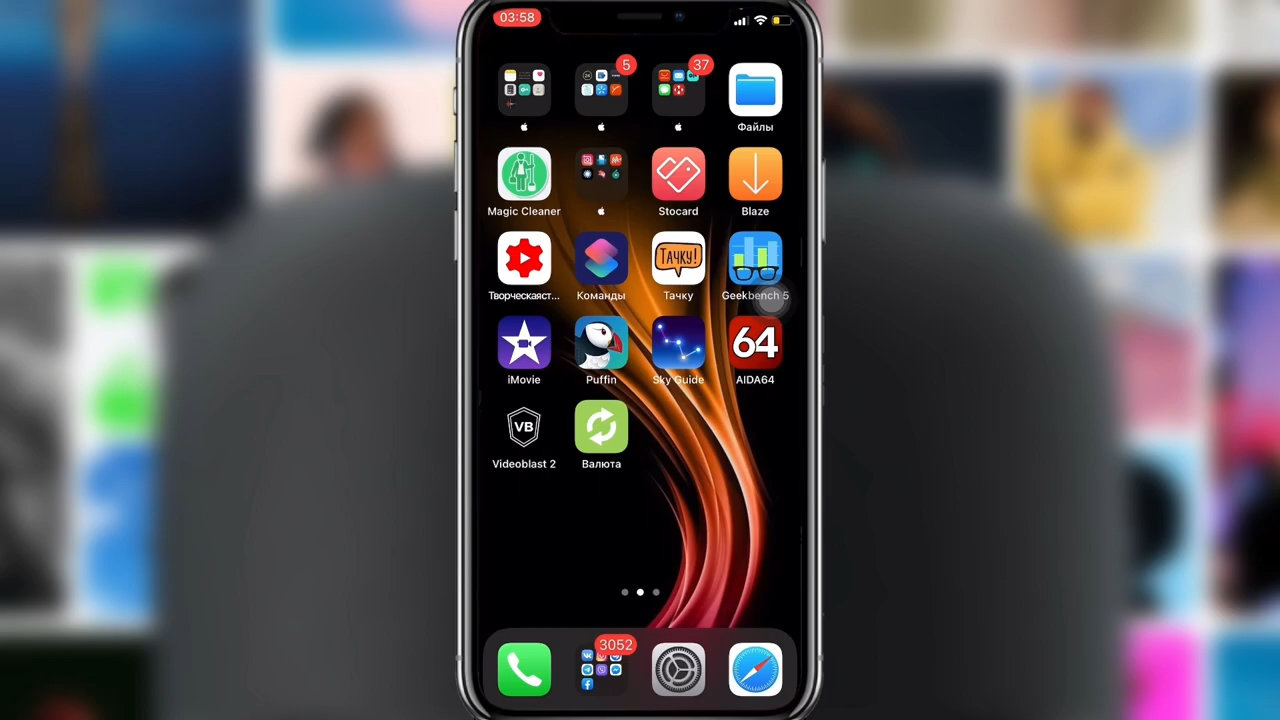 03:58
5
37
Файлы
Magic Cleaner
Stocard
Blaze
Творческаяст...
Команды
ТАЧКУ!
Тачку
Geekbench 5
64
iMovie
Puffin
Sky Guide
AIDA64
VB
Videoblast 2
Валюта
3052